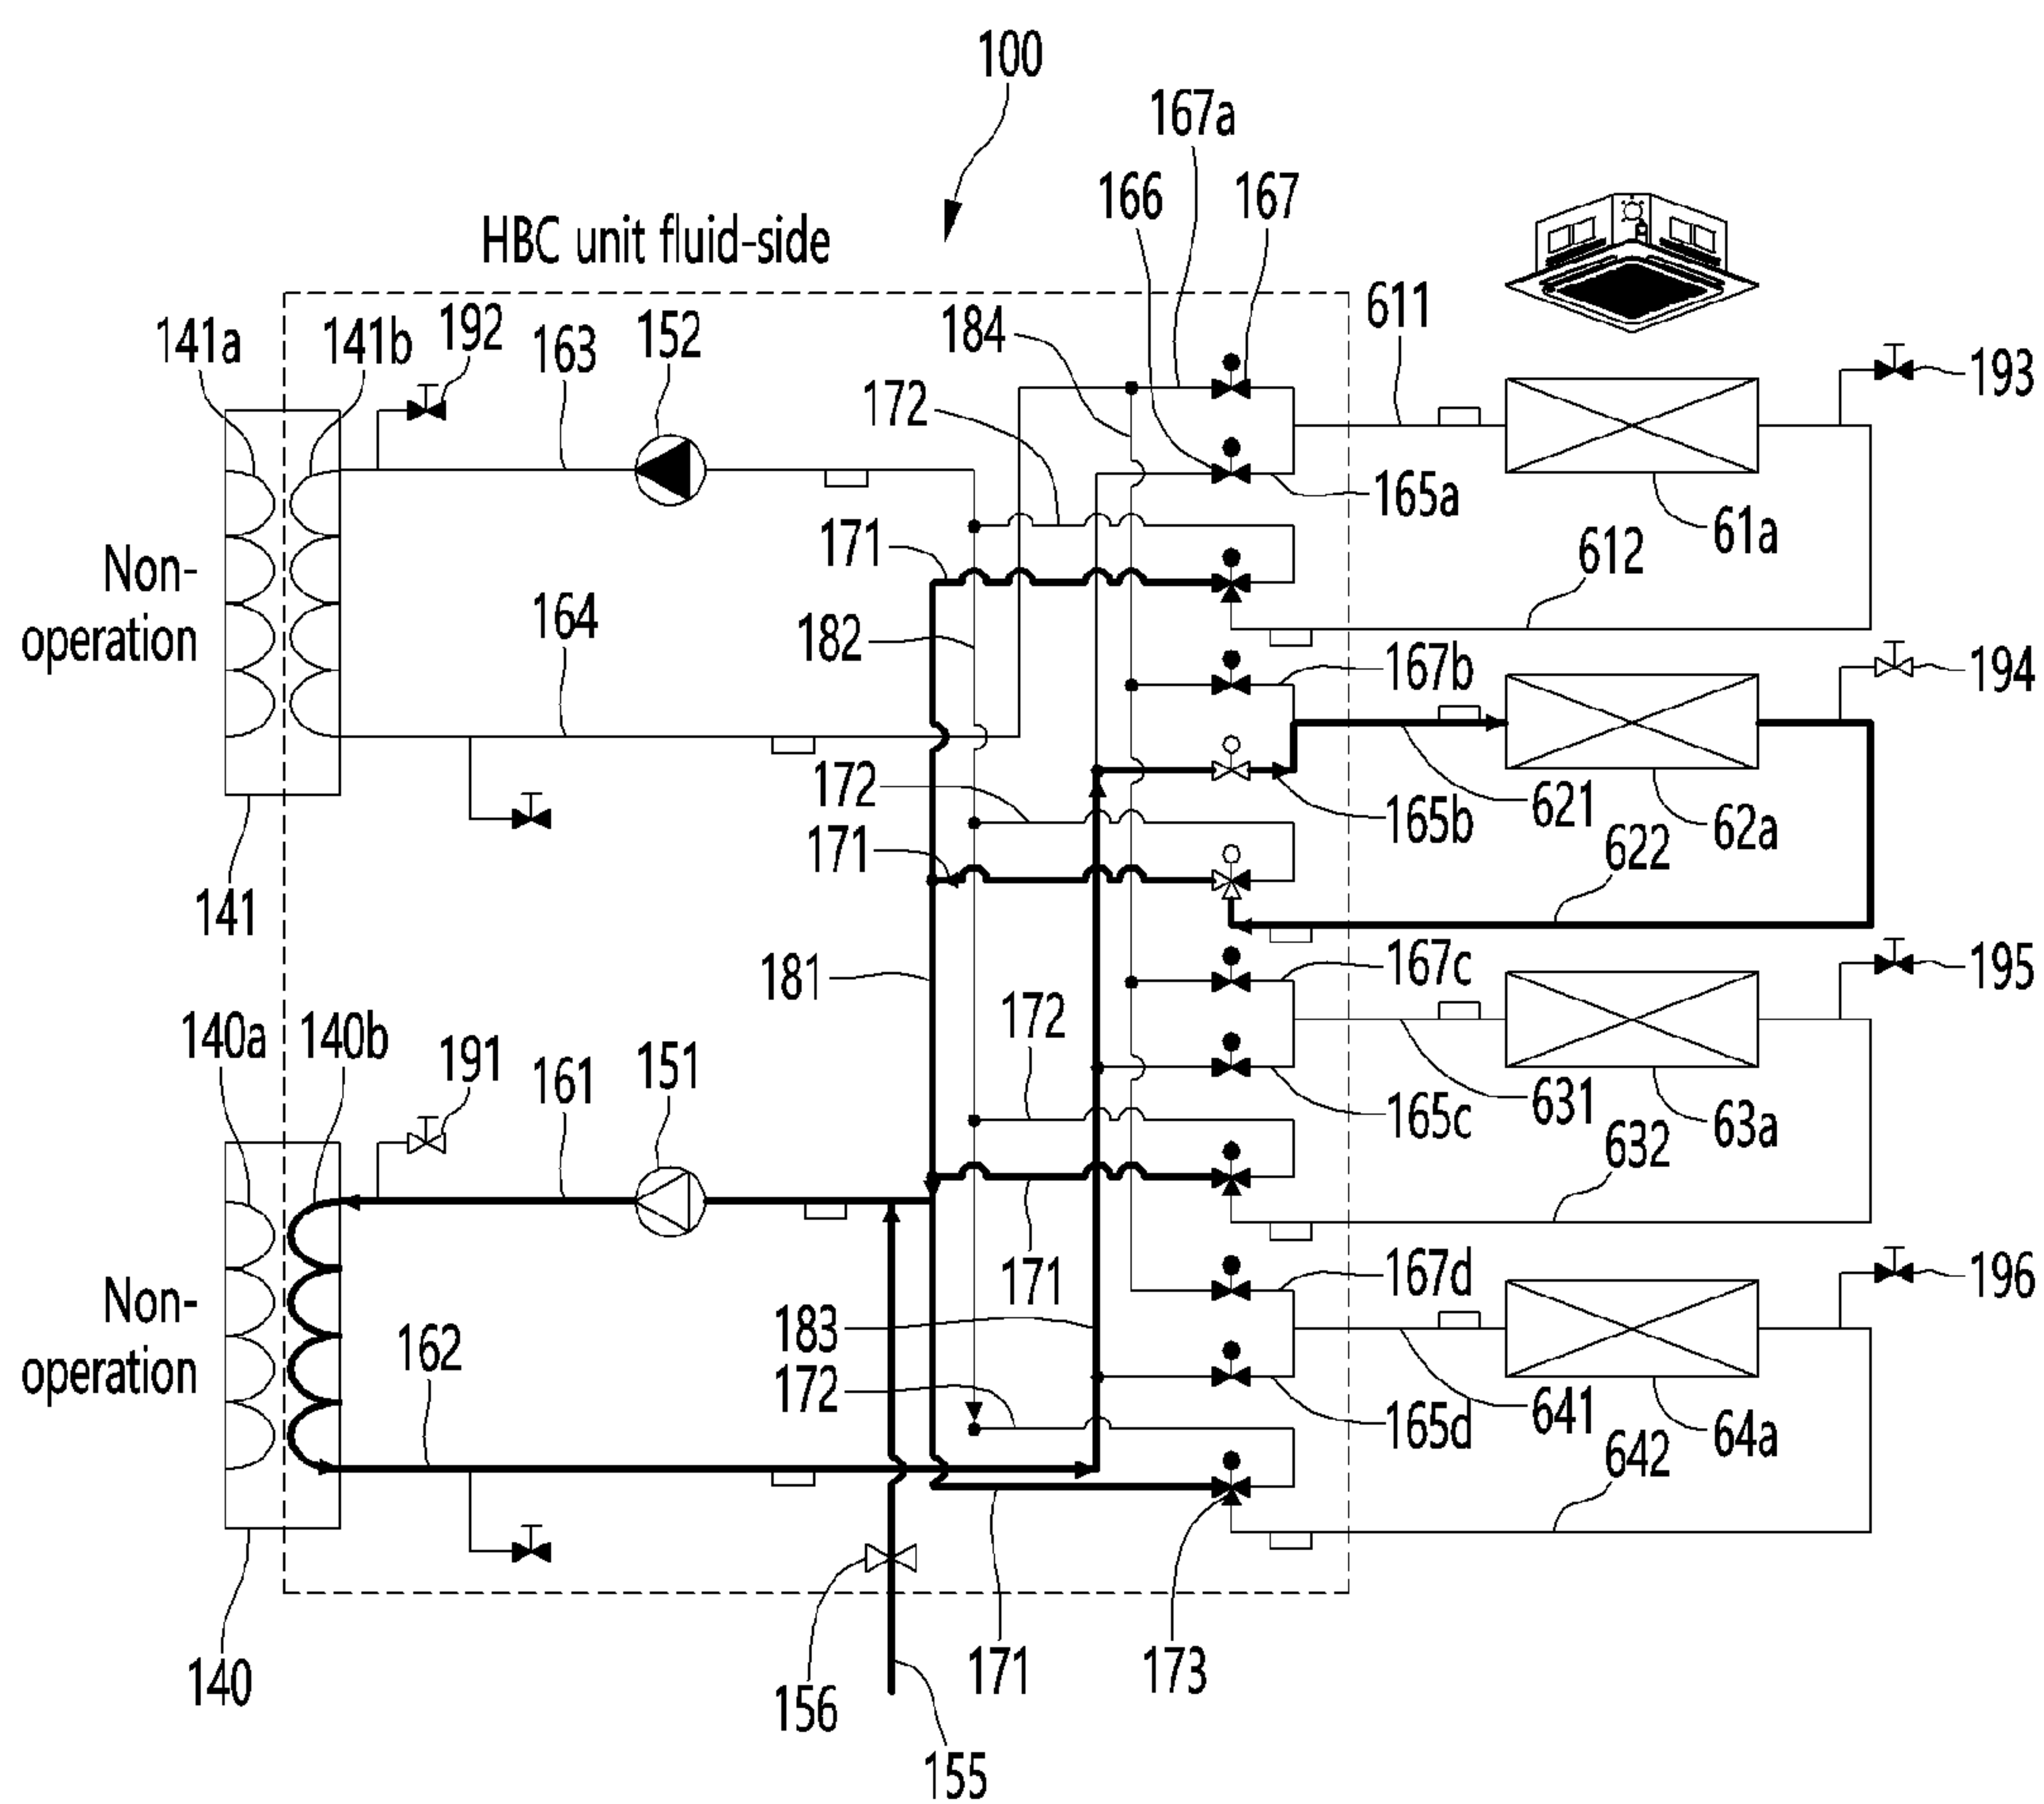 100
167a
166
167
HBC unit fluid-side
141a
141b
192
163
152
184
172
611
193
165a
61a
171
612
Non-
operation
164
182
167b
194
172
171
165b
621
62a
622
141
181
167c
195
140a
140b
191
161
151
172
165c
631
63a
632
Non-
operation
162
171
183
172
167d
196
165d
641
64a
642
140
156
155
171
173